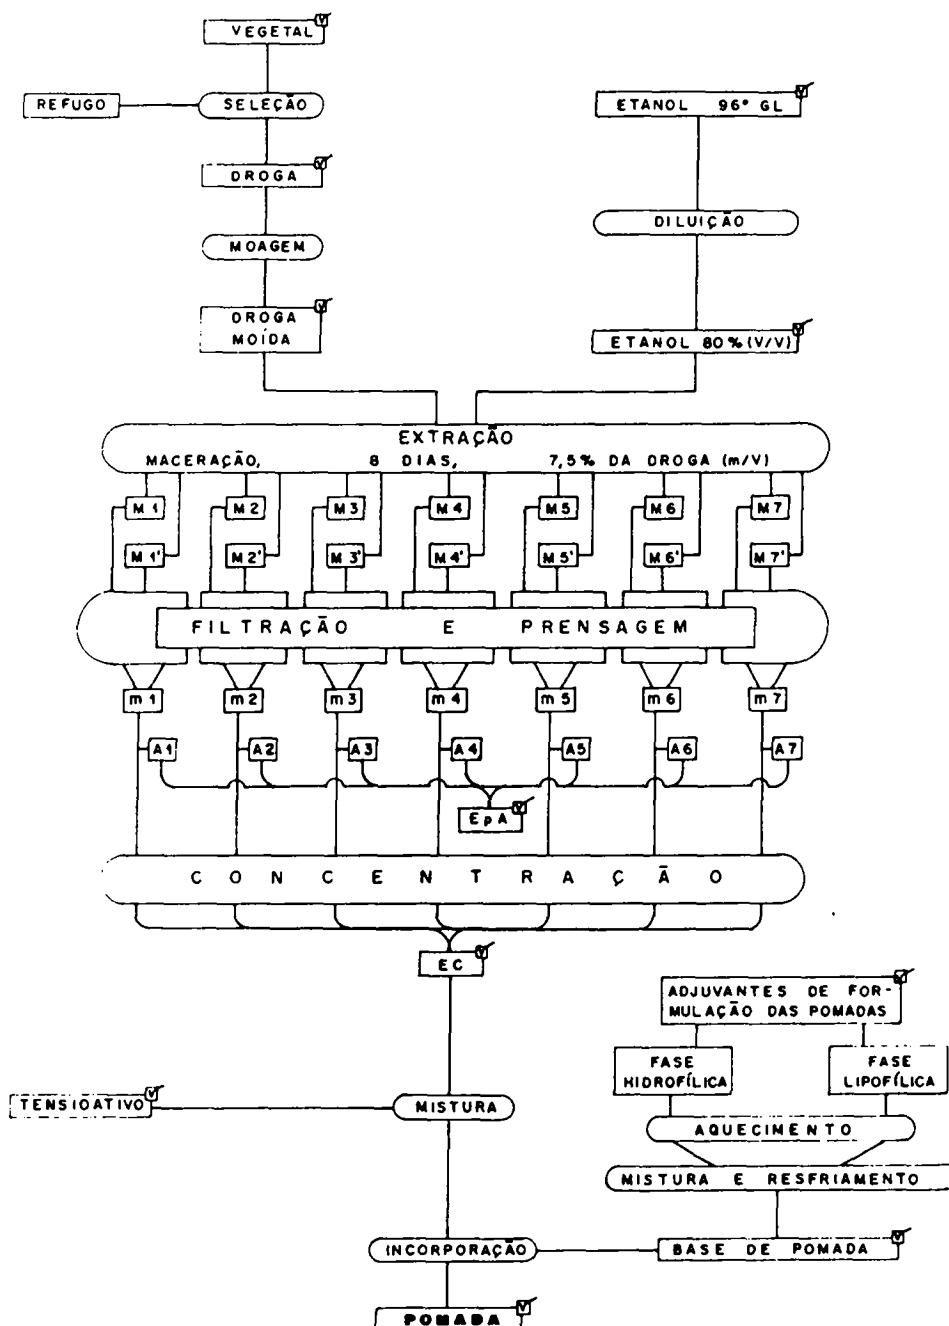 VEGETAL
REFUGO
SELEÇÃO
ETANOL 96° GL
DROGA
DILUIÇÃO
MOAGEM
DROGA
MOÍDA
ETANOL 80% (V/V)
EXTRAÇÃO
MACERAÇÃO, 8 DIAS, 7,5% DA DROGA (m/V)
M1 M2 M3 M4 M5 M6 M7
M1' M2' M3' M4' M5' M6' M7'
FILTRAÇÃO E PRENSAGEM
m1 m2 m3 m4 m5 m6 m7
A1 A2 A3 A4 A5 A6 A7
EpA
CONCENTRAÇÃO
EC
ADJUVANTES DE FOR-
MULAÇÃO DAS POMADAS
FASE
HIDROFÍLICA
FASE
LIPOFÍLICA
TENSIOATIVO
MISTURA
AQUECIMENTO
MISTURA E RESFRIAMENTO
INCORPORAÇÃO
BASE DE POMADA
POMADA